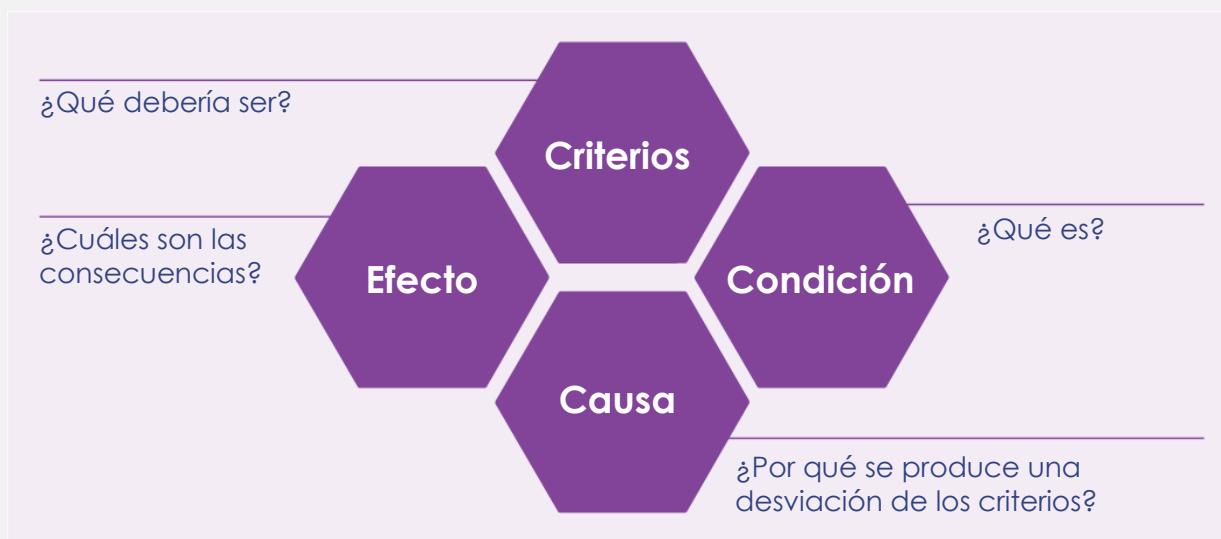 ¿Qué debería ser?
Criterios
¿Cuáles son las
consecuencias?
Efecto
Condición
¿Qué es?
Causa
¿Por qué se produce una
desviación de los criterios?